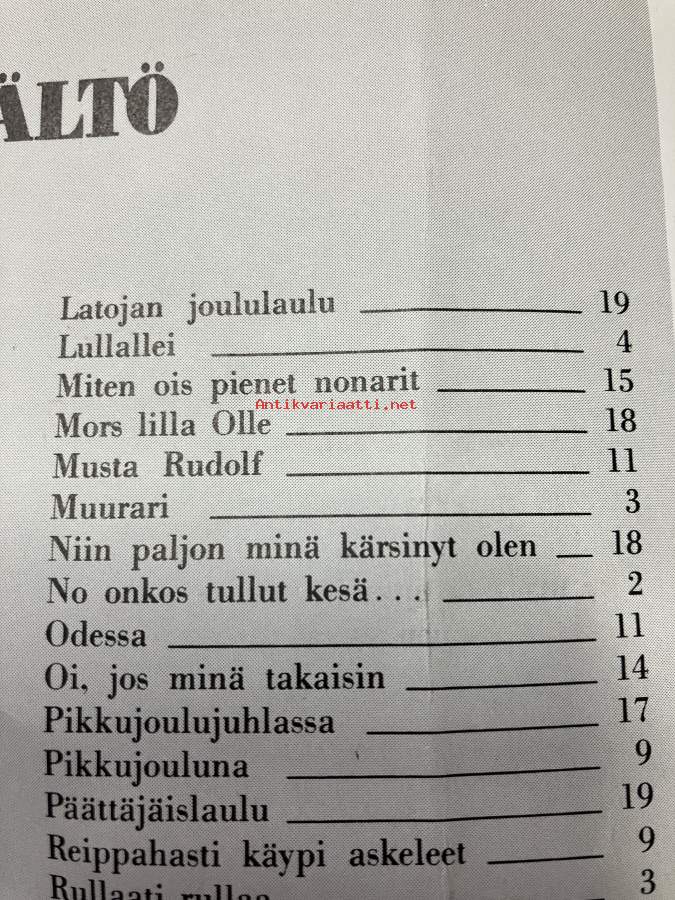 ÄLTÖ
Latojan joululaulu 19
Lullallei 4
Miten ois pienet nonarit 15
Antikvariaatti.net
Mors lilla Olle 18
Musta Rudolf 11
Muurari 3
Niin paljon minä kärsinyt olen 18
No onkos tullut kesä... 2
Odessa 11
Oi, jos minä takaisin 14
Pikkujoulujuhlassa 17
Pikkujouluna 9
Päättäjäislaulu 19
Reippahasti käypi askeleet 9
Rullaati rullaa 3